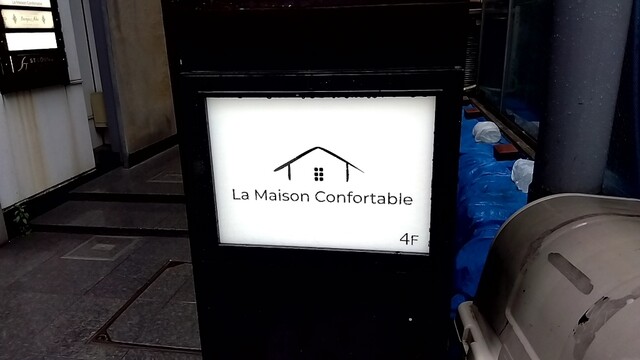 La Maison Confortable
4F